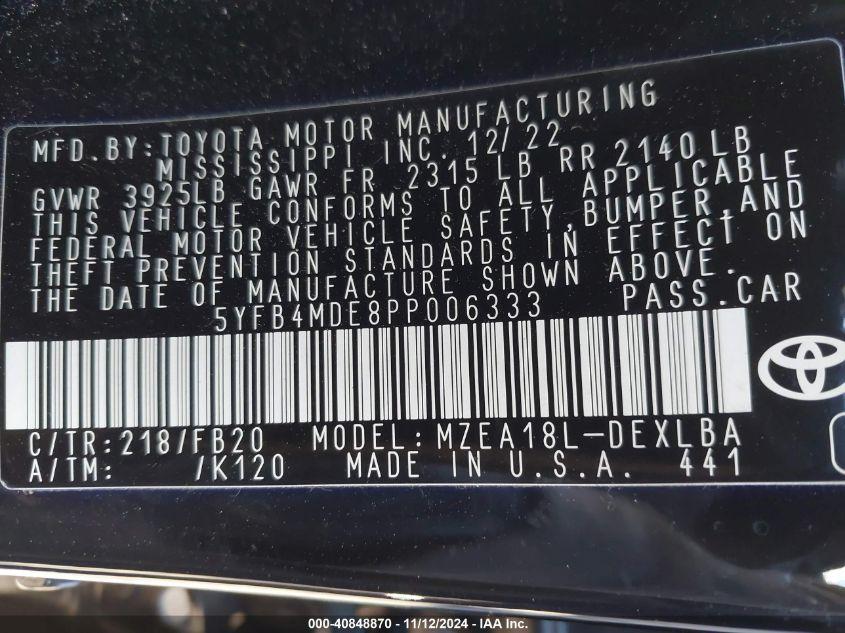 MFD.BY:TOYOTA MOTOR MANUFACTURING
MISSISSIPPI INC. 12/22
GVWR 3925LB GAWR FR 2315 LB RR 2140 LB
THIS VEHICLE CONFORMS TO ALL APPLICABLE
FEDERAL MOTOR VEHICLE SAFETY,BUMPER,AND
THEFT PREVENTION STANDARDS IN EFFECT ON
THE DATE OF MANUFACTURE SHOWN ABOVE.
5YFB4MDE8PP006333 PASS.CAR
C/TR:218/FB20 MODEL:MZEA18L-DEXLBA
A/TM: /K120 MADE IN U.S.A. 441
000-40848870 - 11/12/2024 - IAA Inc.